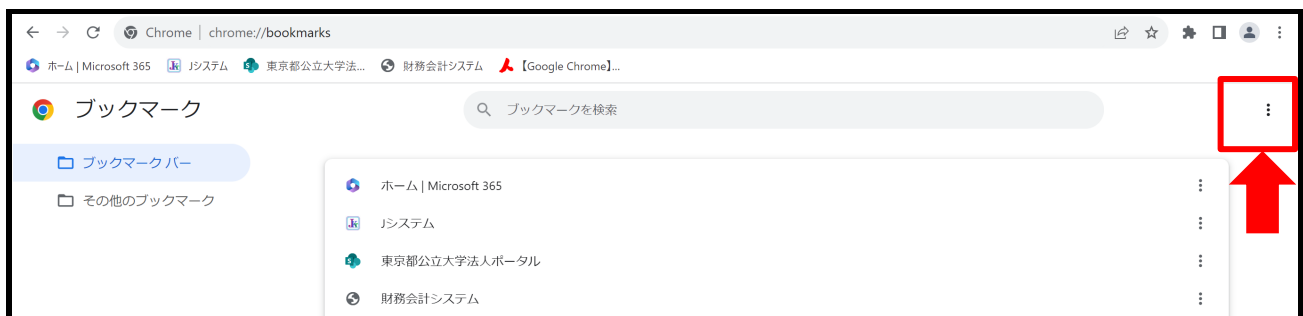 Chrome | chrome://bookmarks
ホーム | Microsoft 365 Jシステム 東京都公立大学法... 財務会計システム 【Google Chrome】...
ブックマーク ブックマークを検索
ブックマーク バー
その他のブックマーク
ホーム | Microsoft 365
Jシステム
東京都公立大学法人ポータル
財務会計システム